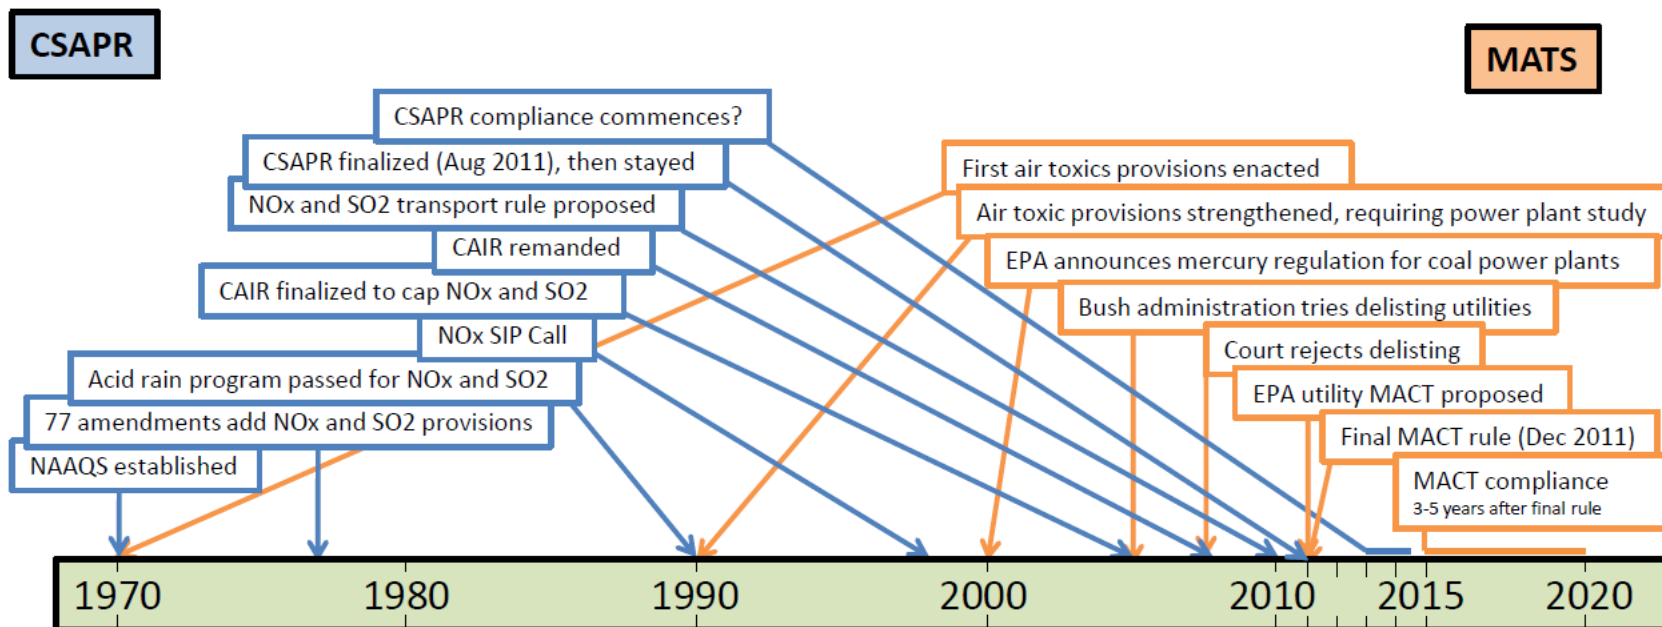 CSAPR
MATS
CSAPR compliance commences?
CSAPR finalized (Aug 2011), then stayed
NOx and SO2 transport rule proposed
CAIR remanded
CAIR finalized to cap NOx and SO2
NOx SIP Call
Acid rain program passed for NOx and SO2
77 amendments add NOx and SO2 provisions
NAAQS established
First air toxics provisions enacted
Air toxic provisions strengthened, requiring power plant study
EPA announces mercury regulation for coal power plants
Bush administration tries delisting utilities
Court rejects delisting
EPA utility MACT proposed
Final MACT rule (Dec 2011)
MACT compliance
3-5 years after final rule
1970 1980 1990 2000 2010 2015 2020